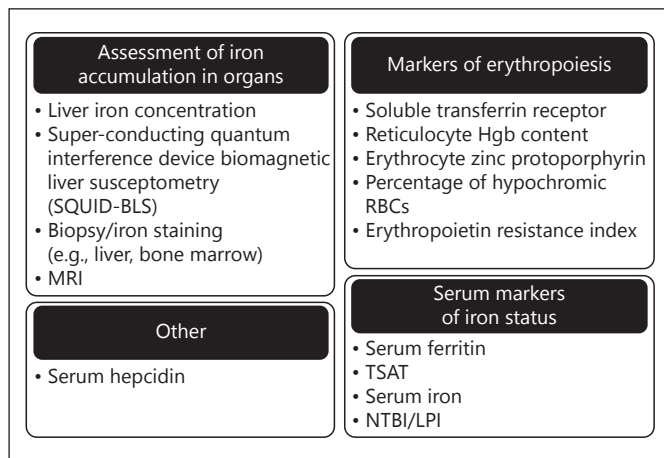 Assessment of iron
accumulation in organs
• Liver iron concentration
• Super-conducting quantum
interference device biomagnetic
liver susceptometry
(SQUID-BLS)
• Biopsy/iron staining
(e.g., liver, bone marrow)
• MRI
Other
• Serum hepcidin
Markers of erythropoiesis
• Soluble transferrin receptor
• Reticulocyte Hgb content
• Erythrocyte zinc protoporphyrin
• Percentage of hypochromic
RBCs
• Erythropoietin resistance index
Serum markers
of iron status
• Serum ferritin
• TSAT
• Serum iron
• NTBI/LPI